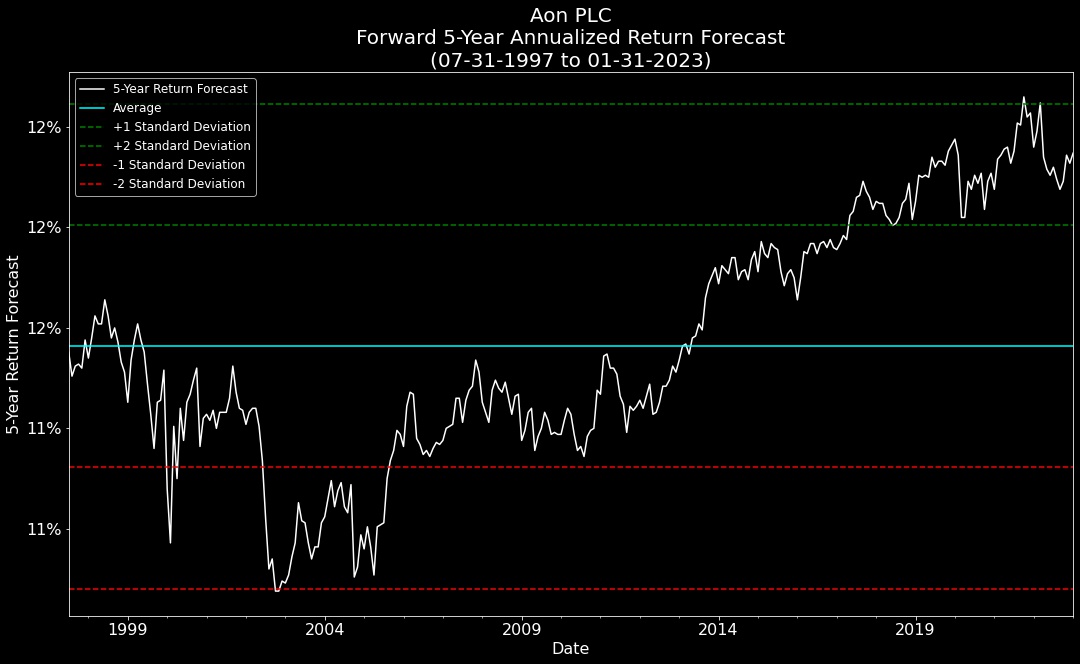 Aon PLC
Forward 5-Year Annualized Return Forecast
(07-31-1997 to 01-31-2023)
5-Year Return Forecast
Average
+1 Standard Deviation
+2 Standard Deviation
-1 Standard Deviation
-2 Standard Deviation
12%
12%
12%
11%
11%
5-Year Return Forecast
1999
2004
2009
2014
2019
Date